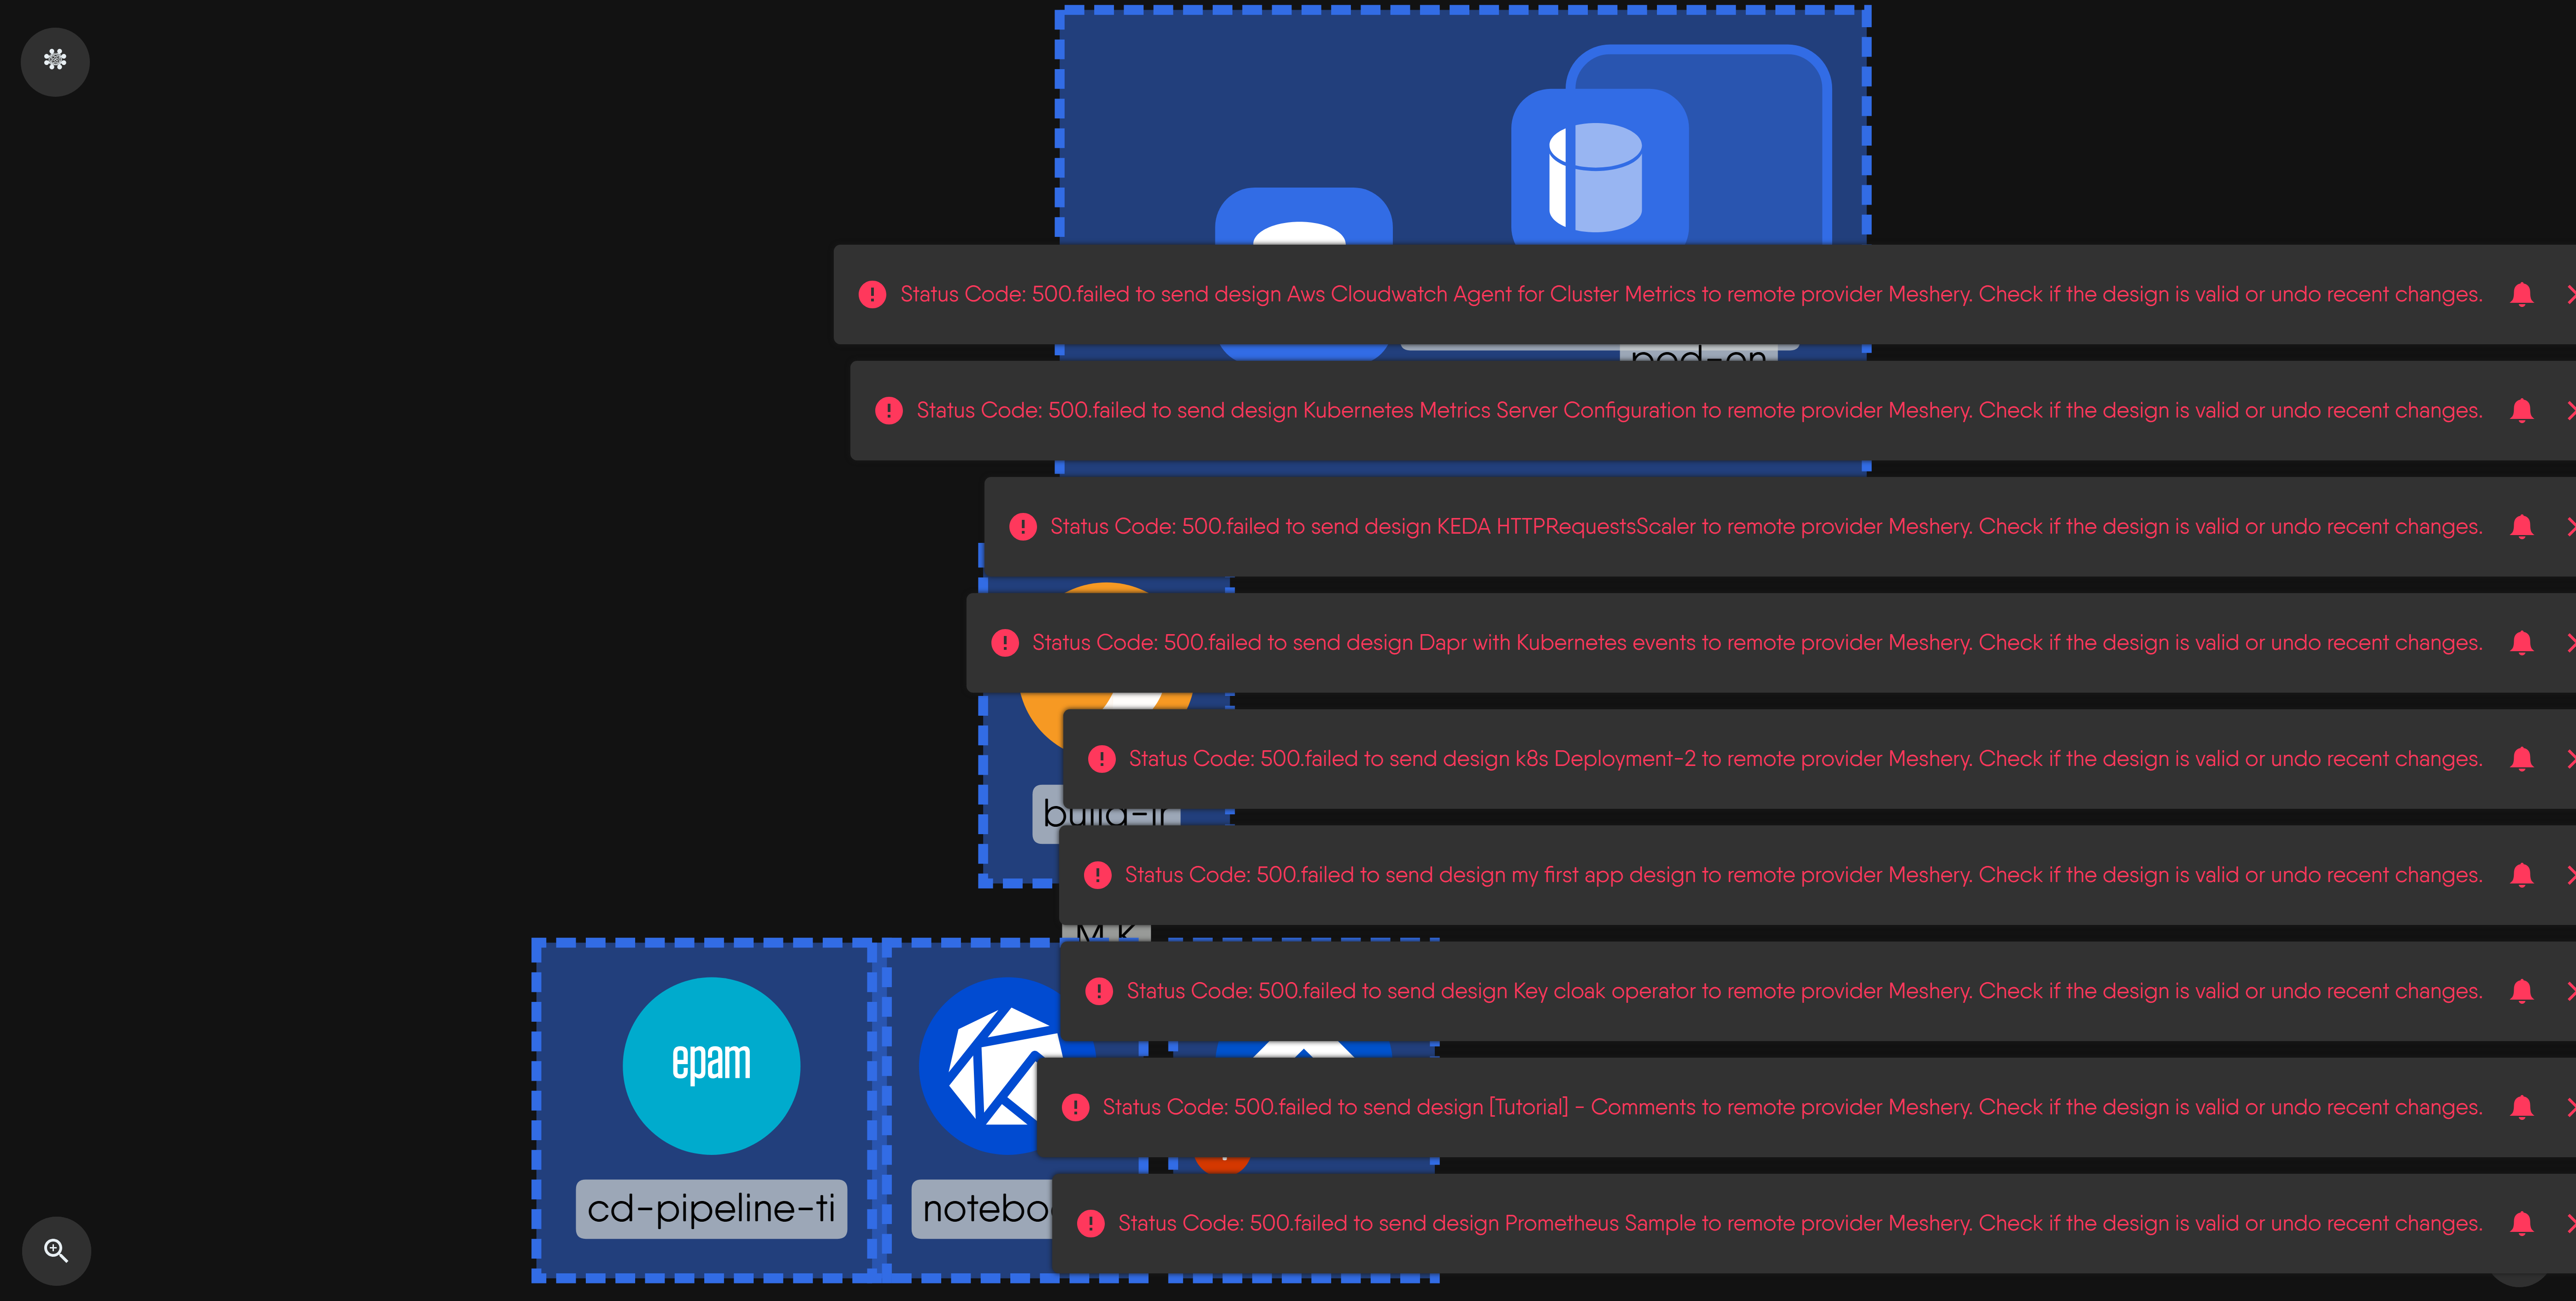 Status Code: 500.failed to send design Aws Cloudwatch Agent for Cluster Metrics to remote provider Meshery. Check if the design is valid or undo recent changes.
pod-en
Status Code: 500.failed to send design Kubernetes Metrics Server Configuration to remote provider Meshery. Check if the design is valid or undo recent changes.
Status Code: 500.failed to send design KEDA HTTPRequestsScaler to remote provider Meshery. Check if the design is valid or undo recent changes.
Status Code: 500.failed to send design Dapr with Kubernetes events to remote provider Meshery. Check if the design is valid or undo recent changes.
Status Code: 500.failed to send design k8s Deployment-2 to remote provider Meshery. Check if the design is valid or undo recent changes.
Status Code: 500.failed to send design my first app design to remote provider Meshery. Check if the design is valid or undo recent changes.
M.K
Status Code: 500.failed to send design Key cloak operator to remote provider Meshery. Check if the design is valid or undo recent changes.
epam
Status Code: 500.failed to send design [Tutorial] - Comments to remote provider Meshery. Check if the design is valid or undo recent changes.
cd-pipeline-ti
Status Code: 500.failed to send design Prometheus Sample to remote provider Meshery. Check if the design is valid or undo recent changes.